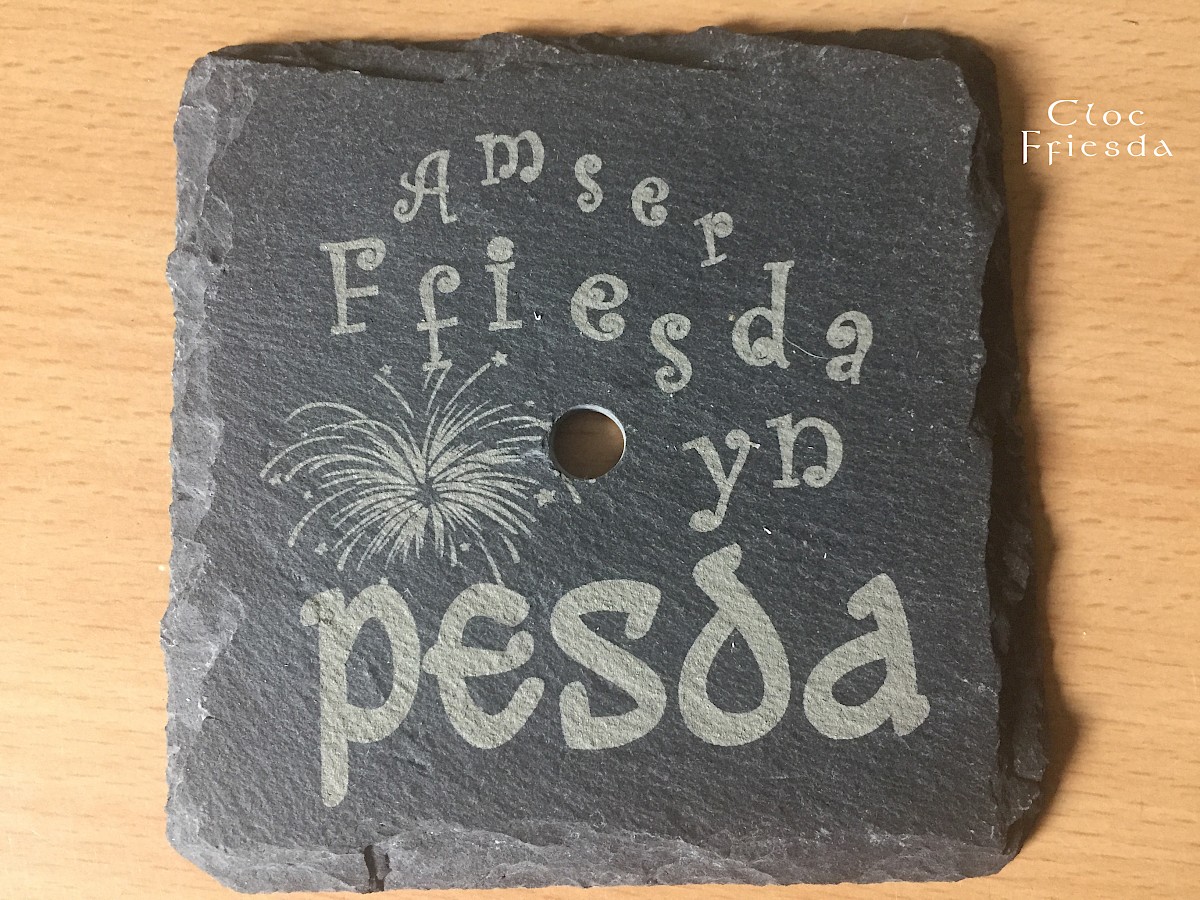 Amser
Ffiesda
yn
pesda
Cloc
Ffiesda